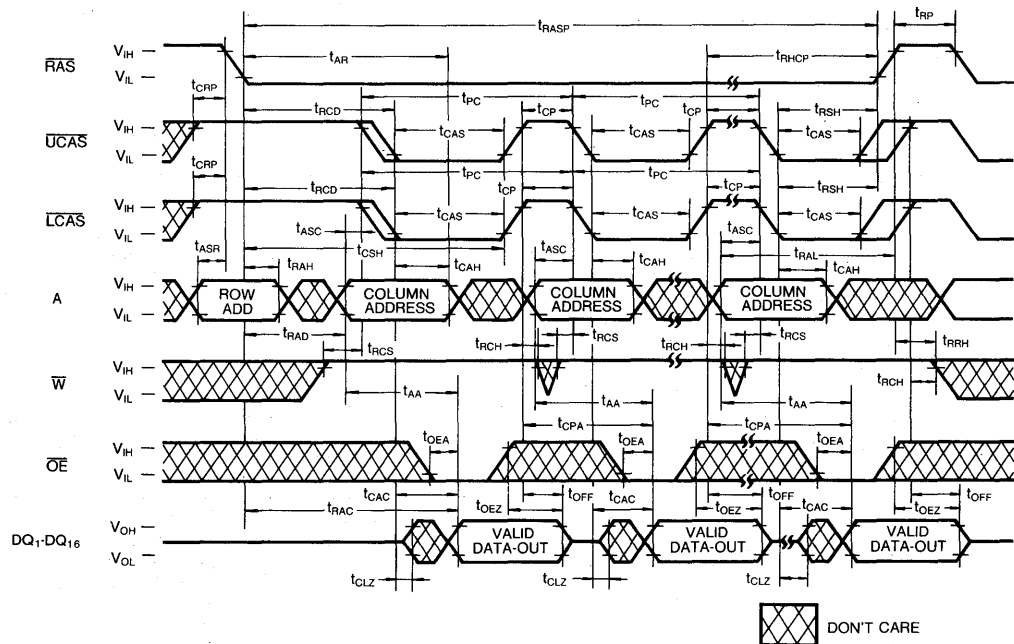 tRASP
tRP
tAR
tRHCP
RAS
VIH
VIL
tCRP
tRCD
tPC
tCP
tPC
tCP
tRSH
UCAS
VIH
VIL
tCAS
tCAS
tCAS
tCRP
tRCD
tPC
tCP
tPC
tCP
tRSH
LCAS
VIH
VIL
tASC
tCAS
tCAS
tASC
tCAS
tASR
tRAH
tCSH
tCAH
tASC
tCAH
tRAL
tCAH
A
VIH
VIL
ROW
ADD
COLUMN
ADDRESS
COLUMN
ADDRESS
COLUMN
ADDRESS
tRAD
tRCS
tRCH
tRCS
tRCH
tRCS
tRRH
W
VIH
VIL
tAA
tAA
tAA
tRCH
tCPA
tCPA
OE
VIH
VIL
tOEA
tOEA
tOEA
tCAC
tRAC
tOEZ
tOFF
tCAC
tOEZ
tOFF
tCAC
tOEZ
tOFF
DQ1-DQ16
VOH
VOL
VALID
DATA-OUT
VALID
DATA-OUT
VALID
DATA-OUT
tCLZ
tCLZ
tCLZ
DON'T CARE